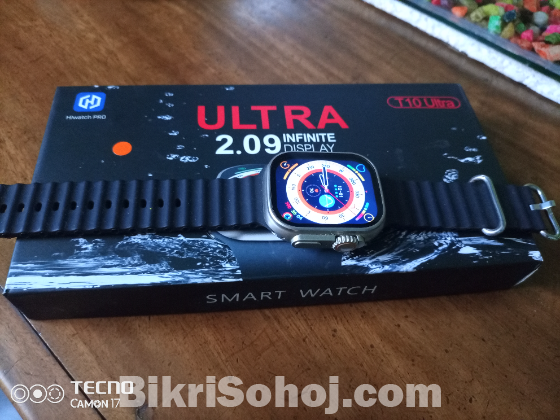 Hiwatch PRO
T10 Ultra
ULTRA
2.09 INFINITE
DISPLAY
SMART WATCH
TECNO
CAMON 17
BikriSohoj.com